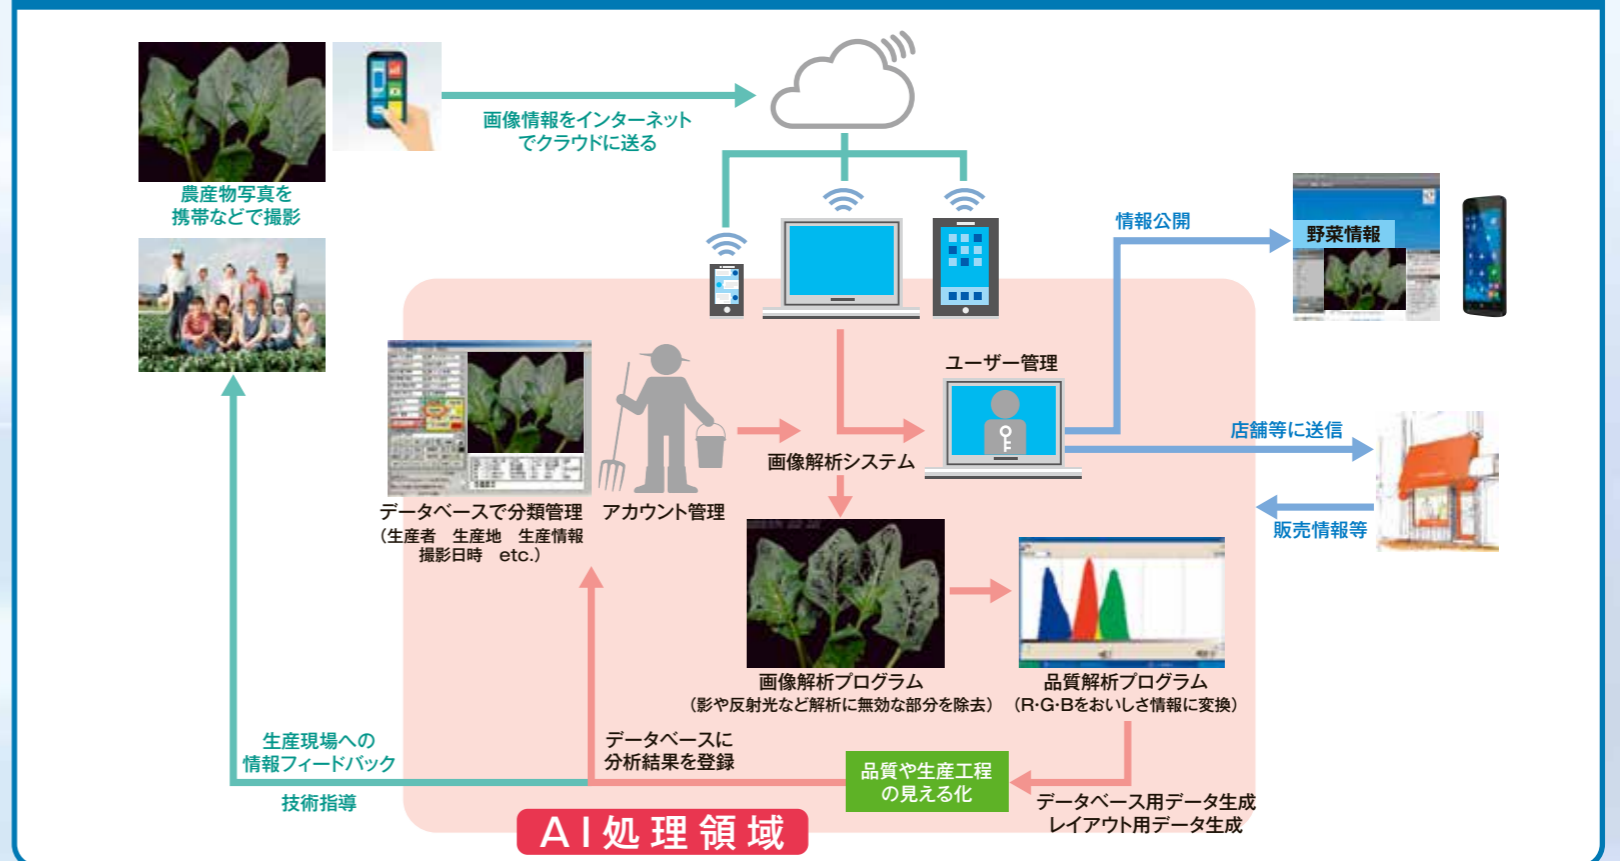 画像情報をインターネット
でクラウドに送る
農産物写真を
携帯などで撮影
情報公開
野菜情報
ユーザー管理
店舗等に送信
画像解析システム
販売情報等
データベースで分類管理
(生産者 生産地 生産情報
撮影日時 etc.)
アカウント管理
画像解析プログラム
(影や反射光など解析に無効な部分を除去)
品質解析プログラム
(R・G・Bをおいしさ情報に変換)
生産現場への
情報フィードバック
技術指導
データベースに
分析結果を登録
品質や生産工程
の見える化
データベース用データ生成
レイアウト用データ生成
AI処理領域